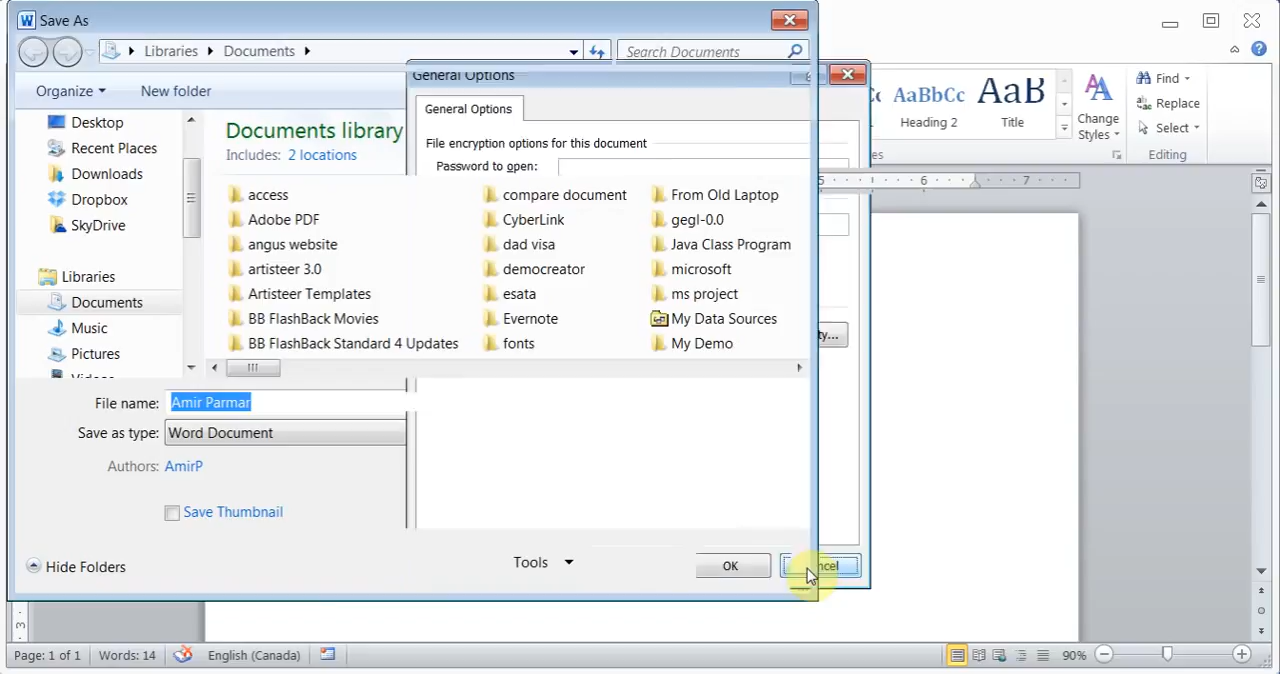 Save As
Libraries Documents
Search Documents
Organize New folder
General Options
General Options
Desktop
Recent Places
Downloads
Dropbox
SkyDrive
Libraries
Documents
Music
Pictures
Documents library
Includes: 2 locations
File encryption options for this document
Password to open:
access
Adobe PDF
angus website
artisteer 3.0
Artisteer Templates
BB FlashBack Movies
BB FlashBack Standard 4 Updates
compare document
CyberLink
dad visa
democreator
esata
Evernote
fonts
From Old Laptop
gegl-0.0
Java Class Program
microsoft
ms project
My Data Sources
My Demo
ty...
File name: Amir Parmar
Save as type: Word Document
Authors: AmirP
Save Thumbnail
Hide Folders
Tools OK ncel
AaBbCc AaB
Heading 2 Title
Change
Styles
Find
Replace
Select
Editing
5 6 7
3
Page: 1 of 1 Words: 14 English (Canada) 90%